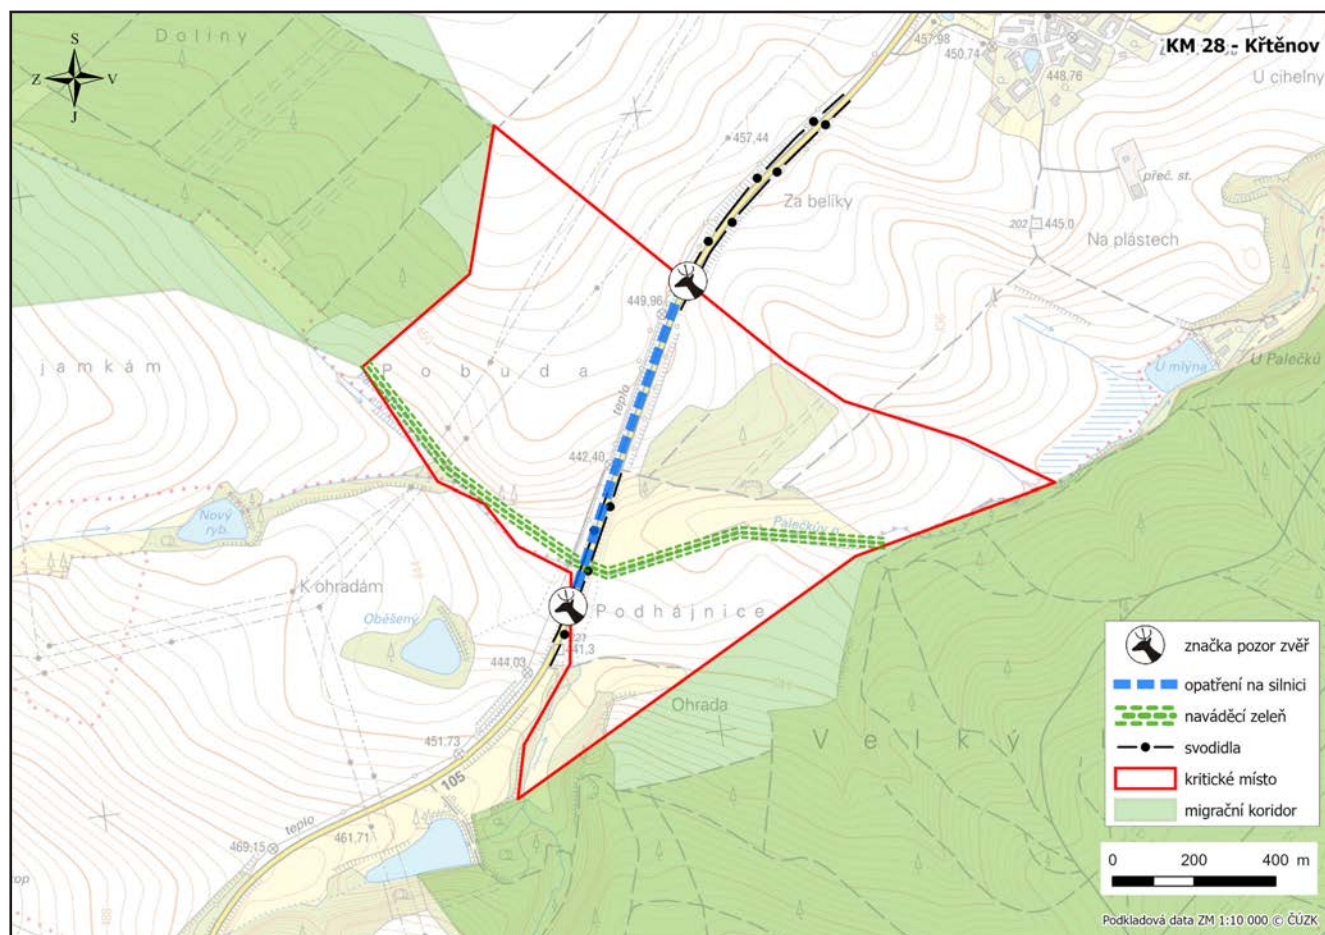 Doliny
S
Z
V
J
457,98
450,74
448,76
KM 28 - Křtěnov
U cihelny
457,44
Za belíky
přeč. st.
202
445,0
Na plástech
449,96
jamkám
Pobuda
teplo
U mlýna
U Palečků
442,40
Nový
ryb.
Palečkův p.
K ohradám
Oběšený
Podhájnice
441,3
444,03
Ohrada
Velký
451,73
105
teplo
461,71
469,15
značka pozor zvěř
opatření na silnici
naváděcí zeleň
svodidla
kritické místo
migrační koridor
0 200 400 m
Podkladová data ZM 1:10 000 © ČÚZK